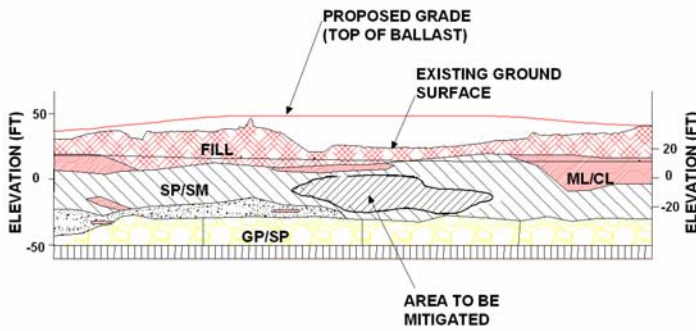 PROPOSED GRADE
(TOP OF BALLAST)
EXISTING GROUND
SURFACE
ELEVATION (FT)
50
0
-50
FILL
SP/SM
ML/CL
GP/SP
20
0
-20
ELEVATION (FT)
AREA TO BE
MITIGATED